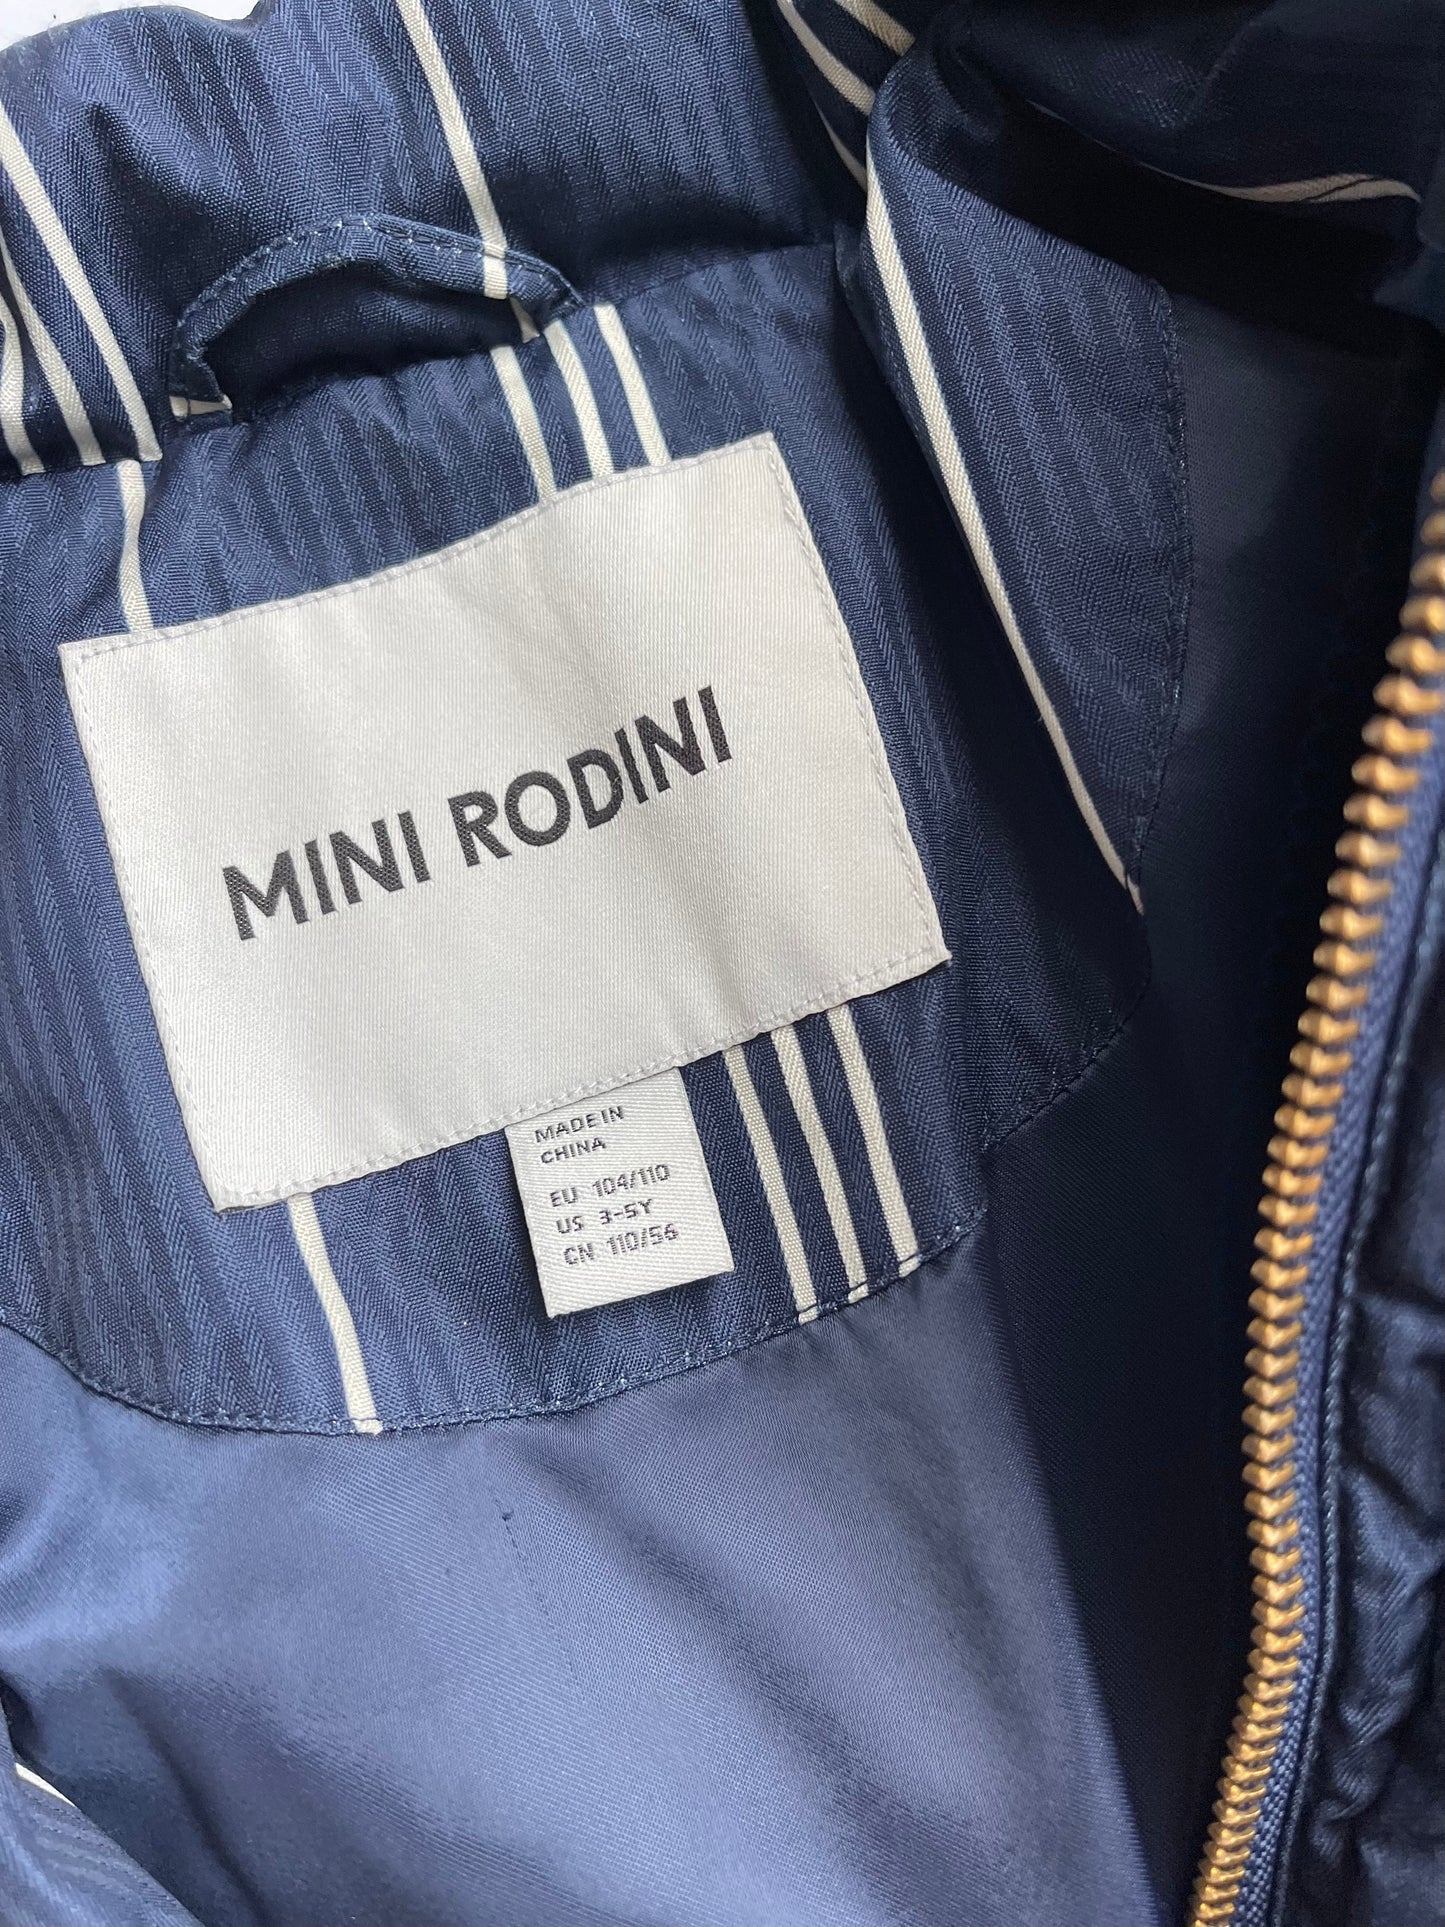 MINI RODINI
MADE IN
CHINA
EU 104/110
US 3-5Y
CN 110/56